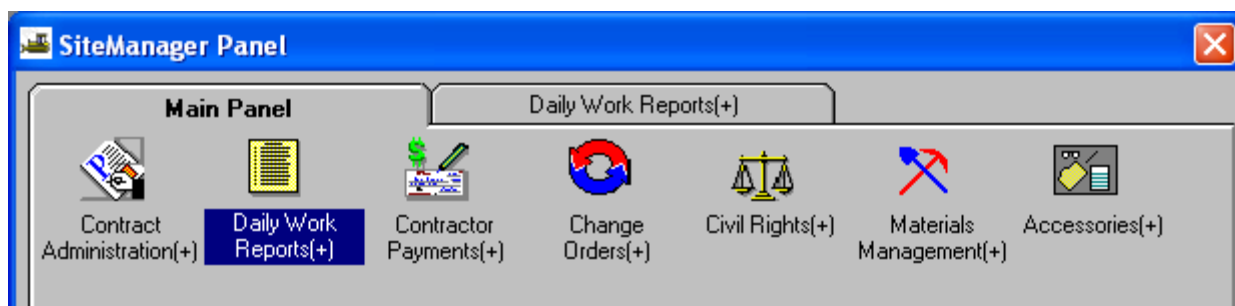 SiteManager Panel
Main Panel
Daily Work Reports(+)
Contract
Administration(+)
Daily Work
Reports(+)
Contractor
Payments(+)
Change
Orders(+)
Civil Rights(+)
Materials
Management(+)
Accessories(+)